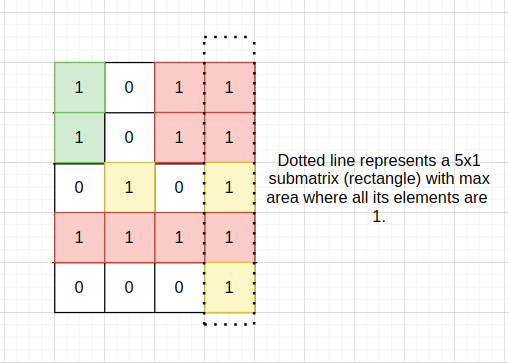 1 0 1 1
1 0 1 1
0 1 0 1
1 1 1 1
0 0 0 1
Dotted line represents a 5x1
submatrix (rectangle) with max
area where all its elements are
1.